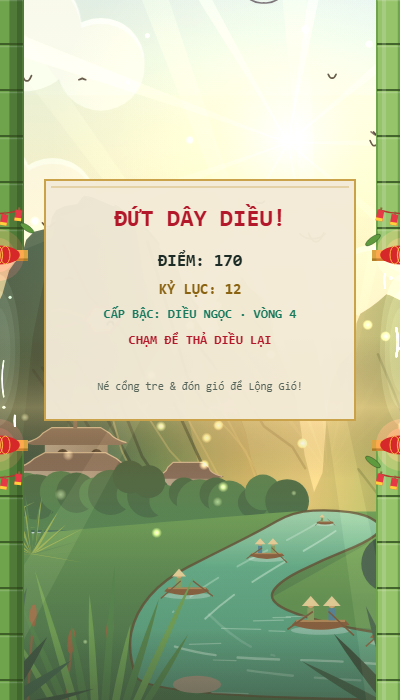 ĐỨT DÂY DIỀU!
ĐIỂM: 170
KỶ LỤC: 12
CẤP BẬC: DIỀU NGỌC · VÒNG 4
CHẠM ĐỂ THẢ DIỀU LẠI
Né cổng tre & đón gió để Lộng Gió!